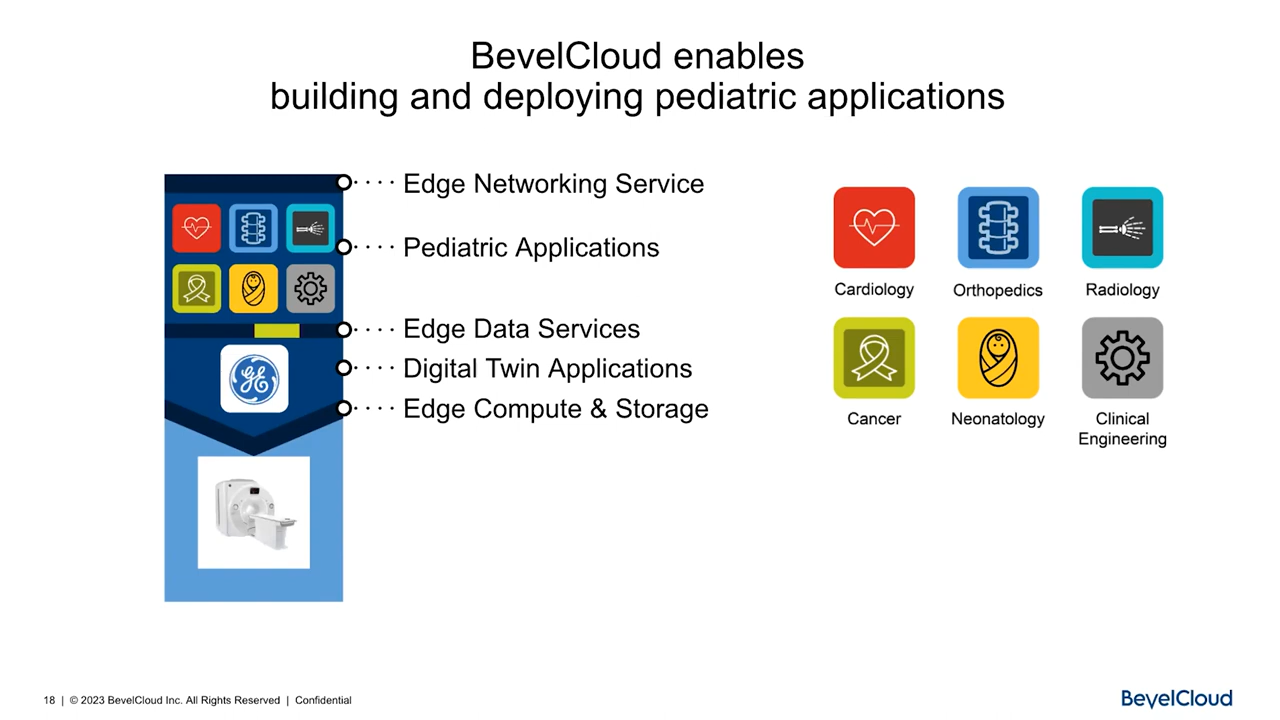 BevelCloud enables
building and deploying pediatric applications
Edge Networking Service
Pediatric Applications
Edge Data Services
Digital Twin Applications
Edge Compute & Storage
GE
Cardiology
Orthopedics
Radiology
Cancer
Neonatology
Clinical
Engineering
18 | © 2023 BevelCloud Inc. All Rights Reserved | Confidential
BevelCloud